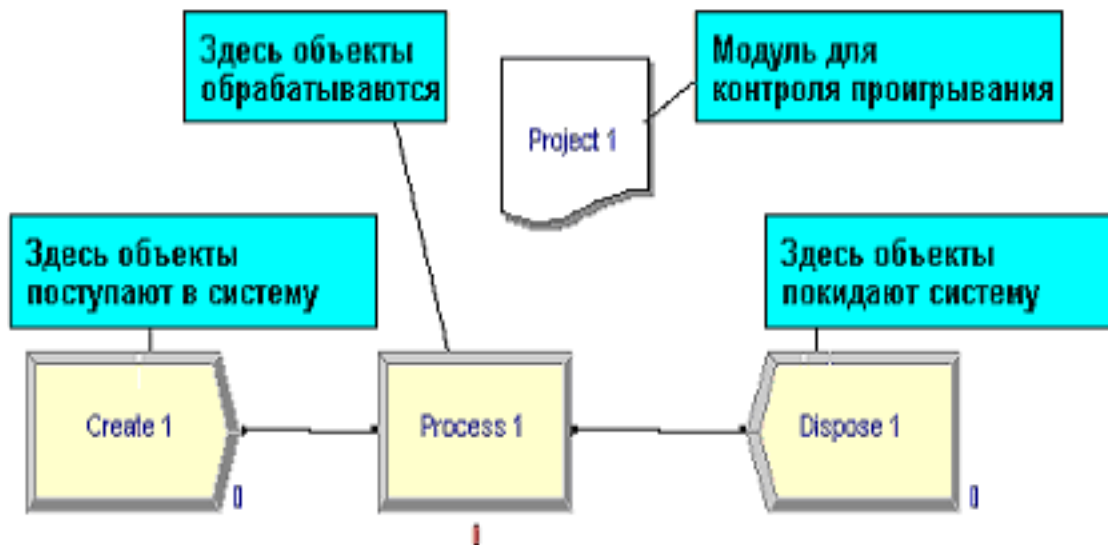 Здесь объекты
обрабатываются
Модуль для
контроля проигрывания
Project 1
Здесь объекты
поступают в систему
Здесь объекты
покидают систему
Create 1
Process 1
Dispose 1
0
0